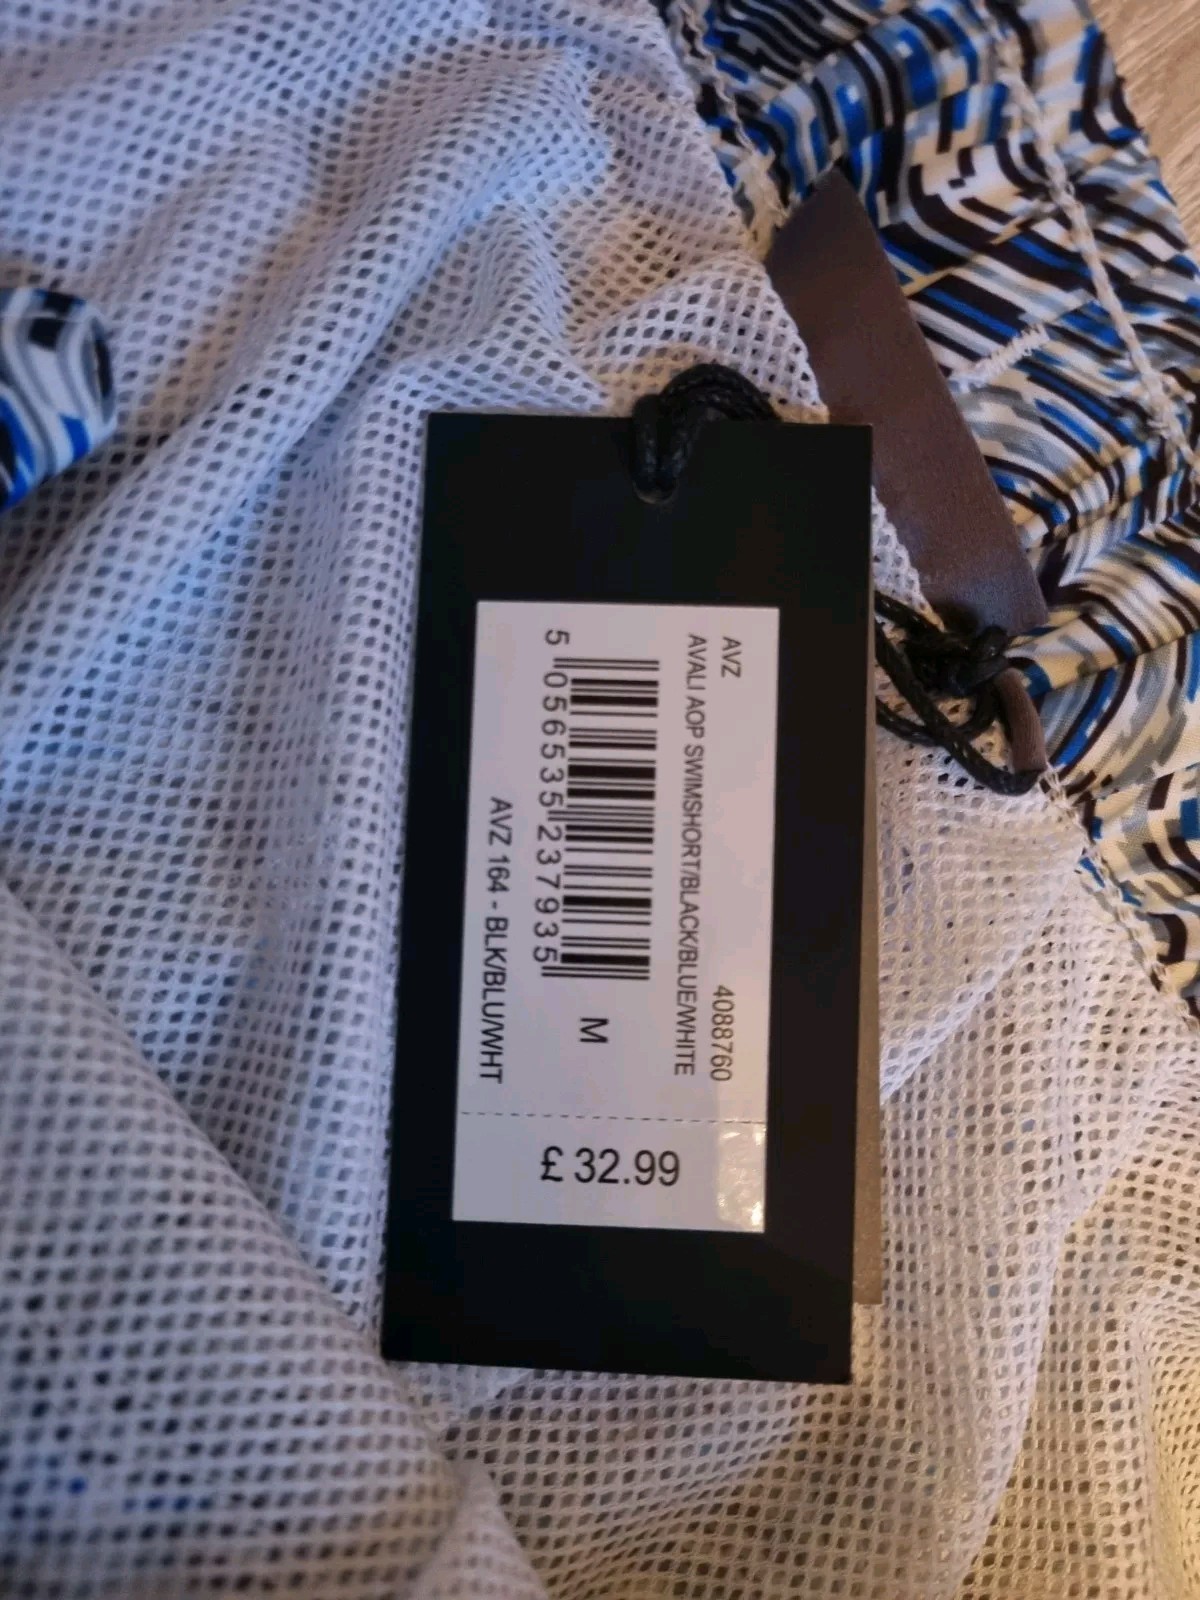 AVZ 4088760
AVALI AOP SWIMSHORT/BLACK/BLUE/WHITE
5 056535 237935
M
AVZ 164 - BLK/BLU/WHT
£ 32.99